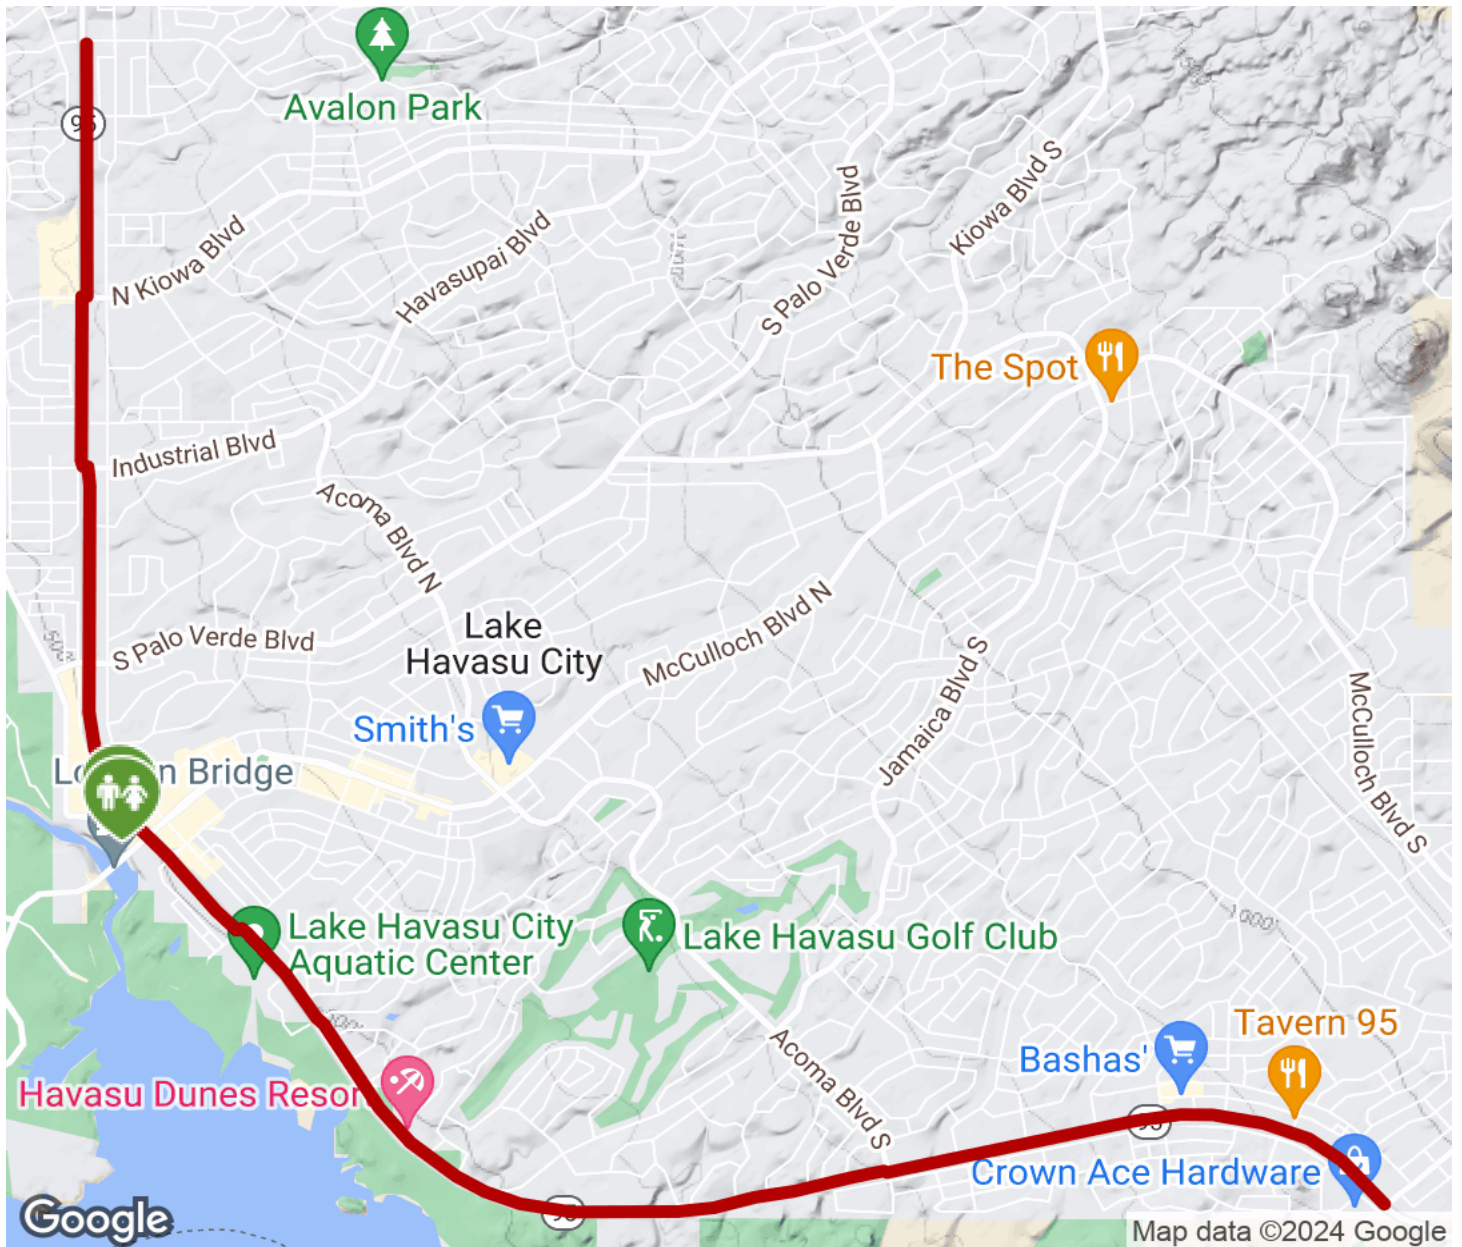 95
Avalon Park
N Kiowa Blvd
Havasupai Blvd
S Palo Verde Blvd
Kiowa Blvd S
The Spot
Industrial Blvd
Acoma Blvd N
S Palo Verde Blvd
Lake
Havasu City
McCulloch Blvd N
Smith's
Jamaica Blvd S
McCulloch Blvd S
Bridge
1000'
Lake Havasu City
Aquatic Center
Lake Havasu Golf Club
Tavern 95
Acoma Blvd S
Bashas'
Havasu Dunes Resor
95
Crown Ace Hardware
95
Google
Map data ©2024 Google